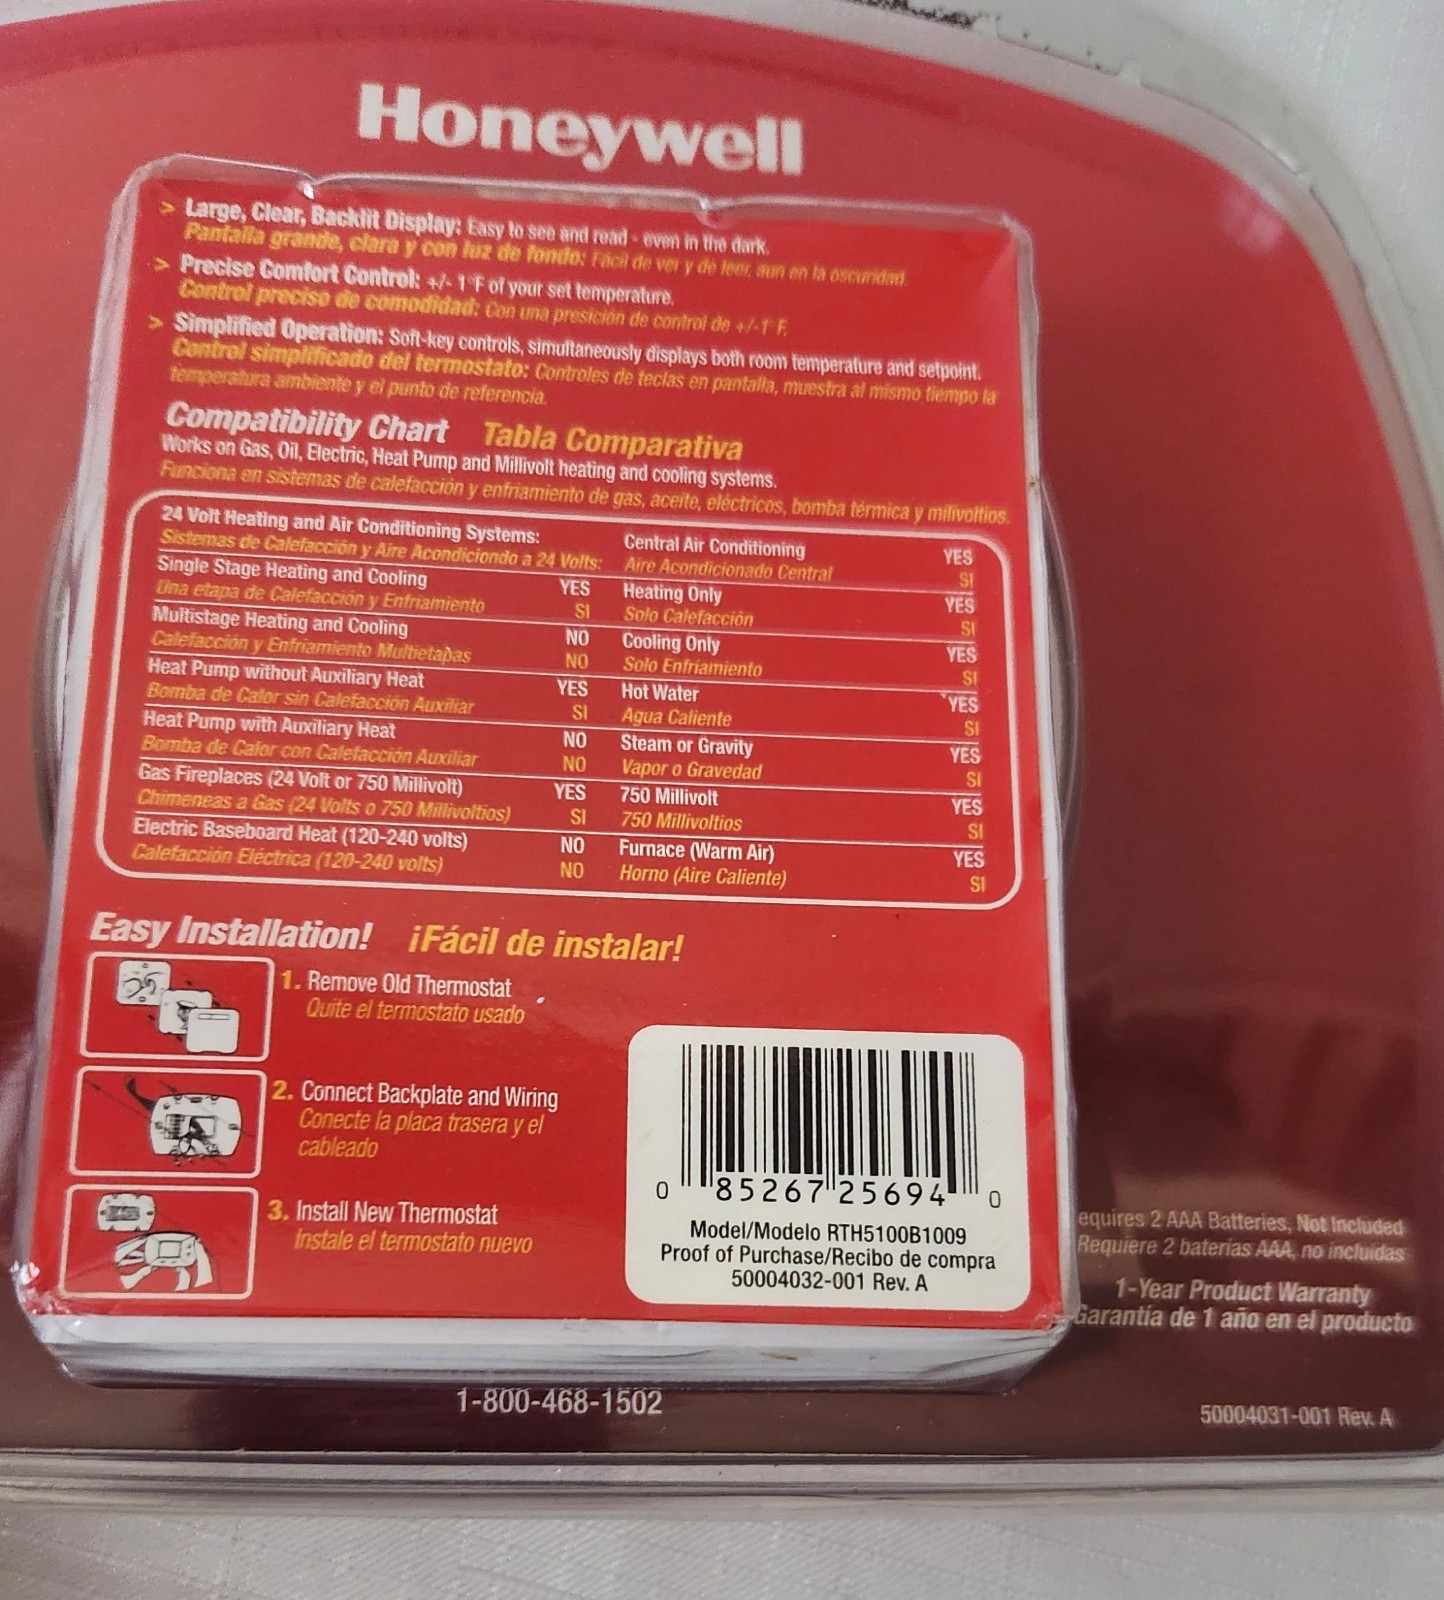 Honeywell
> Large, Clear, Backlit Display: Easy to see and read - even in the dark.
Pantalla grande, clara y con luz de fondo: Fácil de ver y de leer, aun en la oscuridad.
> Precise Comfort Control: +/- 1°F of your set temperature.
Control preciso de comodidad: Con una presición de control de +/-1°F.
> Simplified Operation: Soft-key controls, simultaneously displays both room temperature and setpoint.
Control simplificado del termostato: Controles de teclas en pantalla, muestra al mismo tiempo la
temperatura ambiente y el punto de referencia.
Compatibility Chart Tabla Comparativa
Works on Gas, Oil, Electric, Heat Pump and Millivolt heating and cooling systems.
Funciona en sistemas de calefacción y enfriamiento de gas, aceite, eléctricos, bomba térmica y milivoltios.
24 Volt Heating and Air Conditioning Systems:
Sistemas de Calefacción y Aire Acondiciondo a 24 Volts:
Single Stage Heating and Cooling YES
Una etapa de Calefacción y Enfriamiento SI
Multistage Heating and Cooling NO
Calefacción y Enfriamiento Multietapas NO
Heat Pump without Auxiliary Heat YES
Bomba de Calor sin Calefacción Auxiliar SI
Heat Pump with Auxiliary Heat NO
Bomba de Calor con Calefacción Auxiliar NO
Gas Fireplaces (24 Volt or 750 Millivolt) YES
Chimeneas a Gas (24 Volts o 750 Millivoltios) SI
Electric Baseboard Heat (120-240 volts) NO
Calefacción Eléctrica (120-240 volts) NO
Central Air Conditioning YES
Aire Acondicionado Central SI
Heating Only YES
Solo Calefacción SI
Cooling Only YES
Solo Enfriamiento SI
Hot Water YES
Agua Caliente SI
Steam or Gravity YES
Vapor o Gravedad SI
750 Millivolt YES
750 Millivoltios SI
Furnace (Warm Air) YES
Horno (Aire Caliente) SI
Easy Installation! ¡Fácil de instalar!
1. Remove Old Thermostat
Quite el termostato usado
2. Connect Backplate and Wiring
Conecte la placa trasera y el
cableado
3. Install New Thermostat
Instale el termostato nuevo
0 85267 25694 0
Model/Modelo RTH5100B1009
Proof of Purchase/Recibo de compra
50004032-001 Rev. A
equires 2 AAA Batteries, Not Included
Requiere 2 baterías AAA, no incluidas
1-Year Product Warranty
Garantía de 1 año en el producto
1-800-468-1502
50004031-001 Rev. A